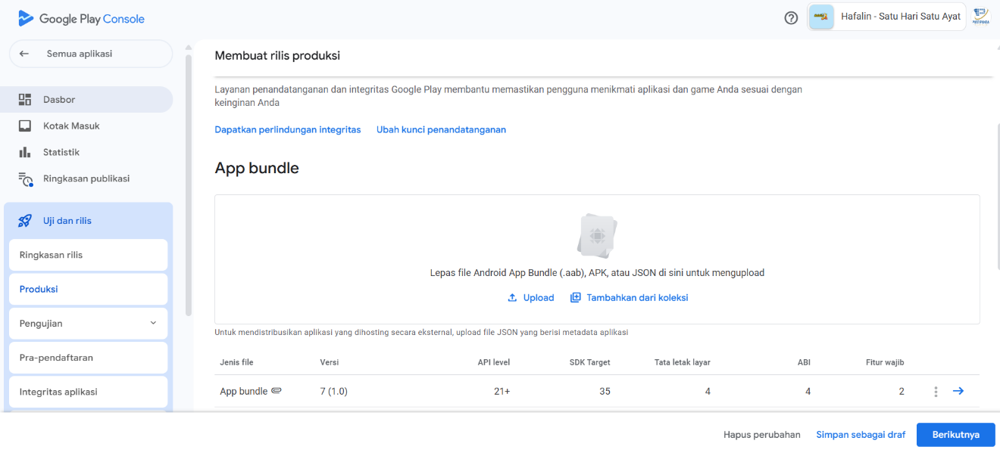 Google Play Console
Hafalin - Satu Hari Satu Ayat
Semua aplikasi
Dasbor
Kotak Masuk
Statistik
Ringkasan publikasi
Uji dan rilis
Ringkasan rilis
Produksi
Pengujian
Pra-pendaftaran
Integritas aplikasi
Membuat rilis produksi
Layanan penandatanganan dan integritas Google Play membantu memastikan pengguna menikmati aplikasi dan game Anda sesuai dengan
keinginan Anda
Dapatkan perlindungan integritas Ubah kunci penandatanganan
App bundle
Lepas file Android App Bundle (.aab), APK, atau JSON di sini untuk mengupload
Upload Tambahkan dari koleksi
Untuk mendistribusikan aplikasi yang dihosting secara eksternal, upload file JSON yang berisi metadata aplikasi
Jenis file Versi API level SDK Target Tata letak layar ABI Fitur wajib
App bundle 7 (1.0) 21+ 35 4 4 2
Hapus perubahan Simpan sebagai draf Berikutnya